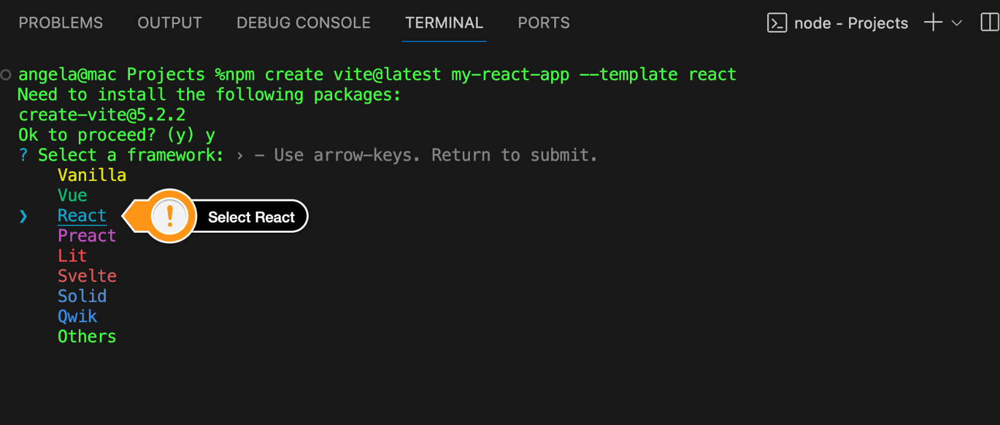 PROBLEMS OUTPUT DEBUG CONSOLE TERMINAL PORTS node - Projects
angela@mac Projects %npm create vite@latest my-react-app --template react
Need to install the following packages:
create-vite@5.2.2
Ok to proceed? (y) y
? Select a framework: › - Use arrow-keys. Return to submit.
Vanilla
Vue
❯ React ! Select React
Preact
Lit
Svelte
Solid
Qwik
Others